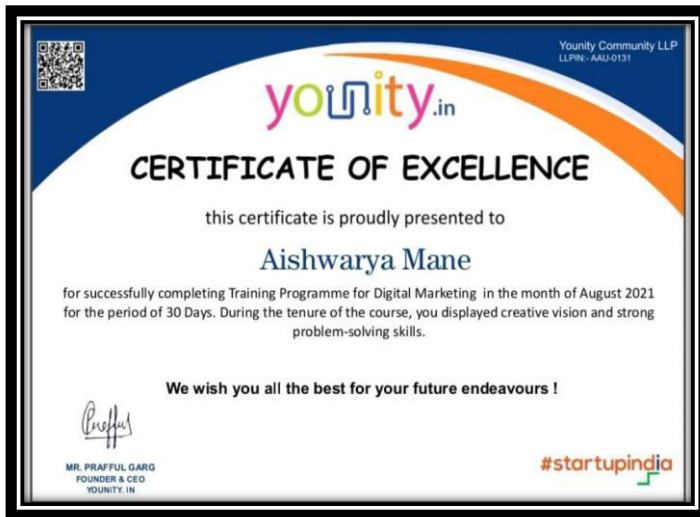 Younity Community LLP
LLPIN:- AAU-0131
younity.in
CERTIFICATE OF EXCELLENCE
this certificate is proudly presented to
Aishwarya Mane
for successfully completing Training Programme for Digital Marketing in the month of August 2021
for the period of 30 Days. During the tenure of the course, you displayed creative vision and strong
problem-solving skills.
We wish you all the best for your future endeavours !
MR. PRAFFUL GARG
FOUNDER & CEO
YOUNITY. IN
#startupindia